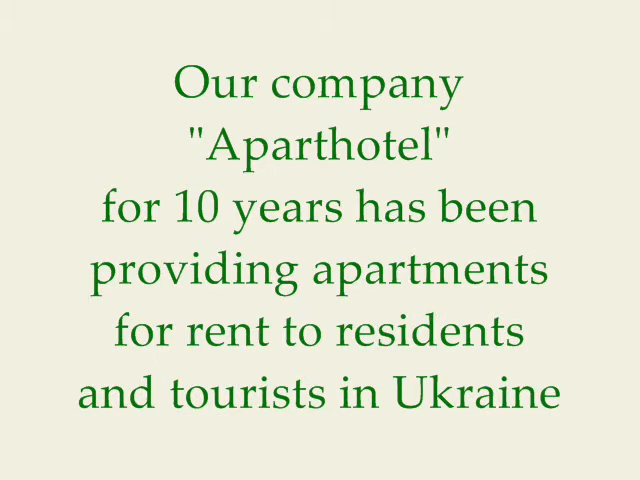 Our company
"Aparthotel"
for 10 years has been
providing apartments
for rent to residents
and tourists in Ukraine